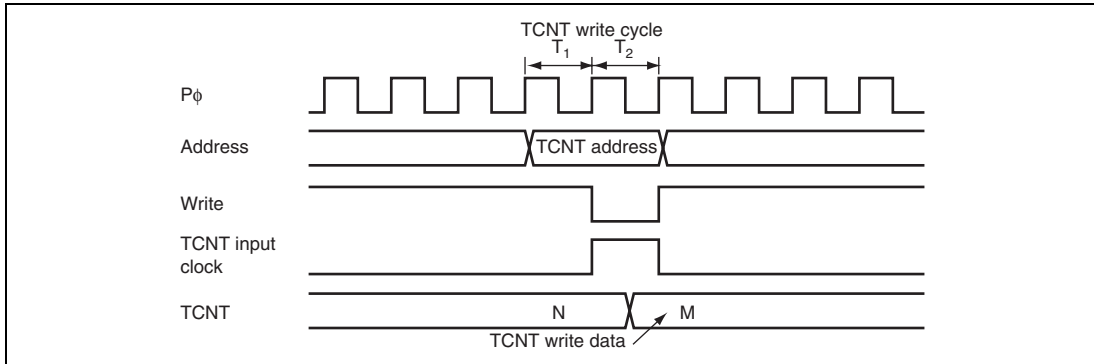 TCNT write cycle
T1 T2
Pϕ
Address TCNT address
Write
TCNT input
clock
TCNT N M
TCNT write data